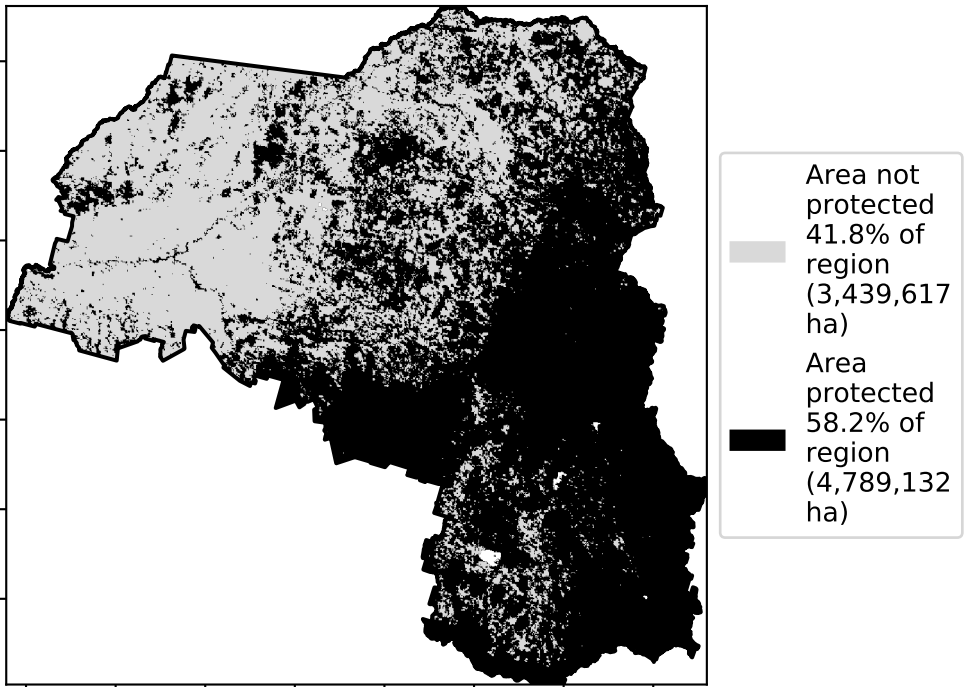 Area not
protected
41.8% of
region
(3,439,617
ha)
Area
protected
58.2% of
region
(4,789,132
ha)